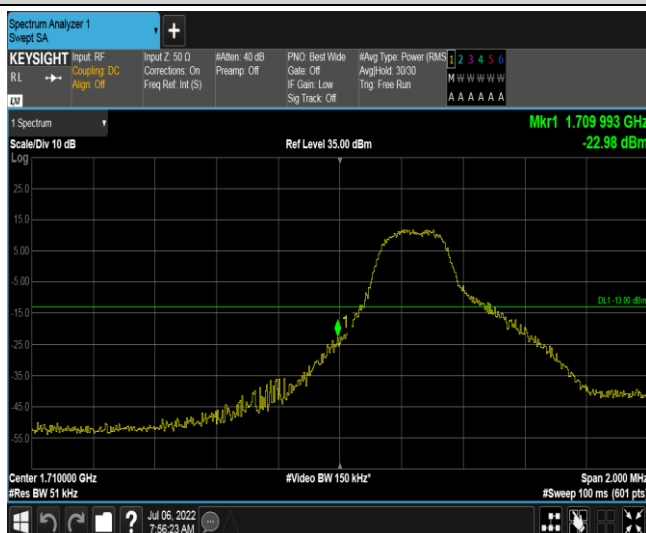 Spectrum Analyzer 1
Swept SA
KEYSIGHT
RL
LXI
Input: RF
Coupling: DC
Align: Off
Input Z: 50 Ω
Corrections: On
Freq Ref: Int (S)
#Atten: 40 dB
Preamp: Off
PNO: Best Wide
Gate: Off
IF Gain: Low
Sig Track: Off
#Avg Type: Power (RMS
Avg|Hold: 30/30
Trig: Free Run
1 2 3 4 5 6
M W W W W W
A A A A A A
1 Spectrum
Scale/Div 10 dB
Ref Level 35.00 dBm
Mkr1 1.709 993 GHz
-22.98 dBm
Log
25.0
15.0
5.00
-5.00
-15.0
-25.0
-35.0
-45.0
-55.0
1
DL1 -13.00 dBm
Center 1.710000 GHz
#Video BW 150 kHz*
Span 2.000 MHz
#Res BW 51 kHz
#Sweep 100 ms (601 pts)
?
Jul 06, 2022
7:56:23 AM